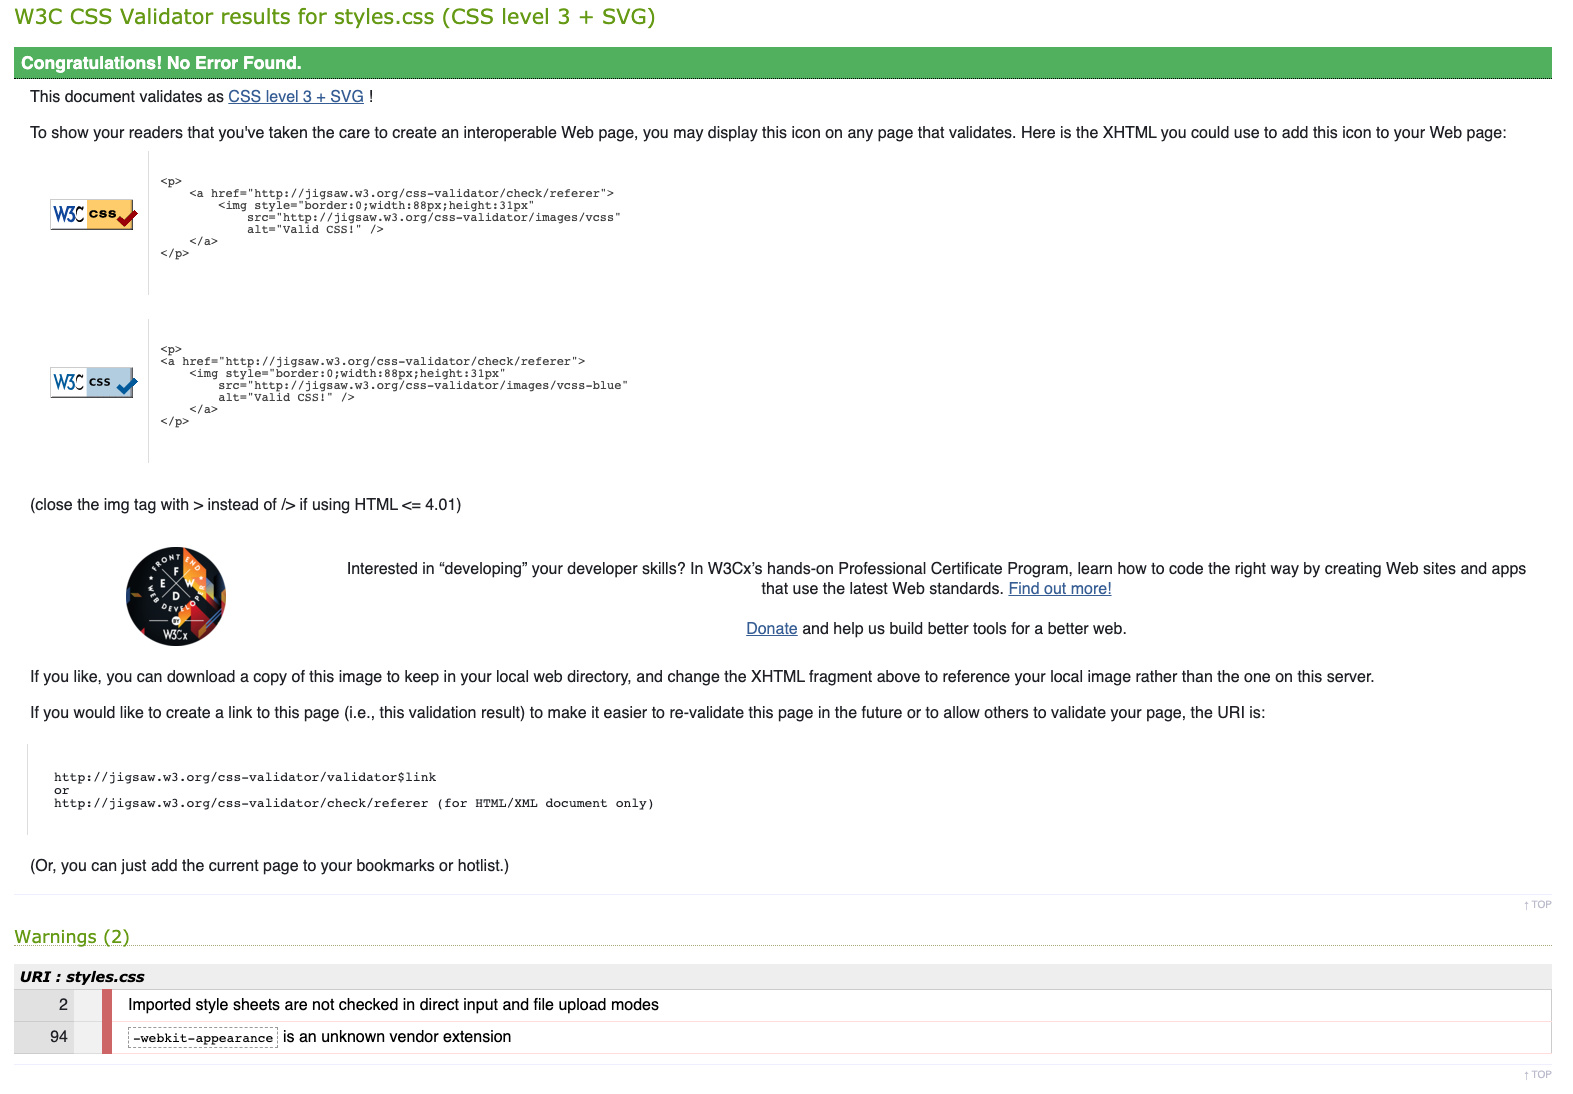 W3C CSS Validator results for styles.css (CSS level 3 + SVG)
Congratulations! No Error Found.
This document validates as CSS level 3 + SVG !
To show your readers that you've taken the care to create an interoperable Web page, you may display this icon on any page that validates. Here is the XHTML you could use to add this icon to your Web page:
W3C css
<p>
<a href="http://jigsaw.w3.org/css-validator/check/referer">
<img style="border:0;width:88px;height:31px"
src="http://jigsaw.w3.org/css-validator/images/vcss"
alt="Valid CSS!" />
</a>
</p>
W3C css
<p>
<a href="http://jigsaw.w3.org/css-validator/check/referer">
<img style="border:0;width:88px;height:31px"
src="http://jigsaw.w3.org/css-validator/images/vcss-blue"
alt="Valid CSS!" />
</a>
</p>
(close the img tag with > instead of /> if using HTML <= 4.01)
FRONT END
F
E W
D
WEB DEVELOPER
BY
W3Cx
Interested in “developing” your developer skills? In W3Cx’s hands-on Professional Certificate Program, learn how to code the right way by creating Web sites and apps
that use the latest Web standards. Find out more!
Donate and help us build better tools for a better web.
If you like, you can download a copy of this image to keep in your local web directory, and change the XHTML fragment above to reference your local image rather than the one on this server.
If you would like to create a link to this page (i.e., this validation result) to make it easier to re-validate this page in the future or to allow others to validate your page, the URI is:
http://jigsaw.w3.org/css-validator/validator$link
or
http://jigsaw.w3.org/css-validator/check/referer (for HTML/XML document only)
(Or, you can just add the current page to your bookmarks or hotlist.)
↑ TOP
Warnings (2)
URI : styles.css
2 Imported style sheets are not checked in direct input and file upload modes
94 -webkit-appearance is an unknown vendor extension
↑ TOP